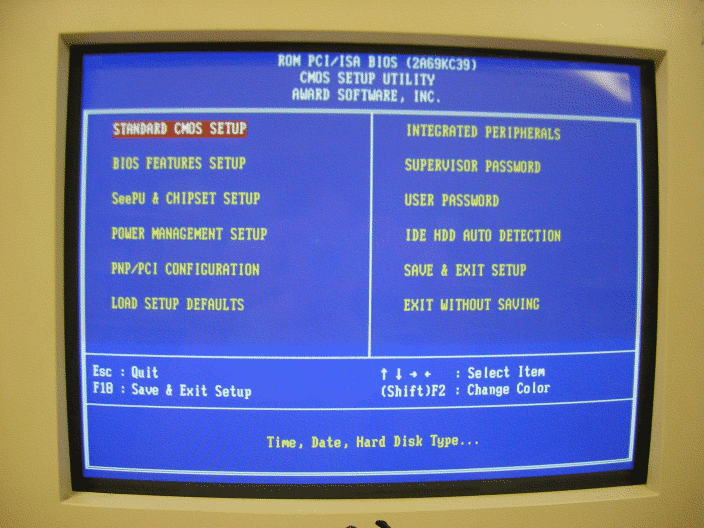 ROM PCI/ISA BIOS (2A69KC39)
CMOS SETUP UTILITY
AWARD SOFTWARE, INC.
STANDARD CMOS SETUP
BIOS FEATURES SETUP
SeePU & CHIPSET SETUP
POWER MANAGEMENT SETUP
PNP/PCI CONFIGURATION
LOAD SETUP DEFAULTS
INTEGRATED PERIPHERALS
SUPERVISOR PASSWORD
USER PASSWORD
IDE HDD AUTO DETECTION
SAVE & EXIT SETUP
EXIT WITHOUT SAVING
Esc : Quit
F10 : Save & Exit Setup
↑ ↓ → ← : Select Item
(Shift)F2 : Change Color
Time, Date, Hard Disk Type...